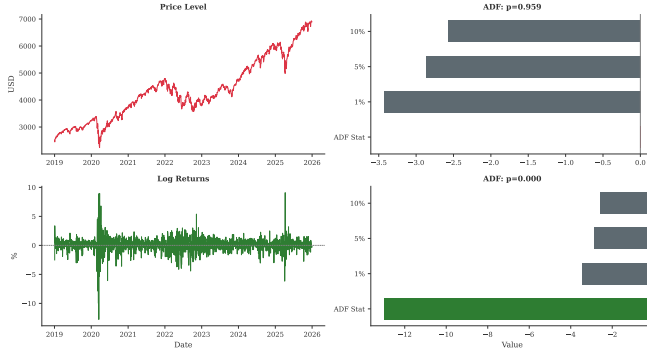 Price Level
USD
7000
6000
5000
4000
3000
2019 2020 2021 2022 2023 2024 2025 2026
ADF: p=0.959
10%
5%
1%
ADF Stat
−3.5 −3.0 −2.5 −2.0 −1.5 −1.0 −0.5 0.0
Log Returns
%
10
5
0
−5
−10
2019 2020 2021 2022 2023 2024 2025 2026
Date
ADF: p=0.000
10%
5%
1%
ADF Stat
−12 −10 −8 −6 −4 −2
Value